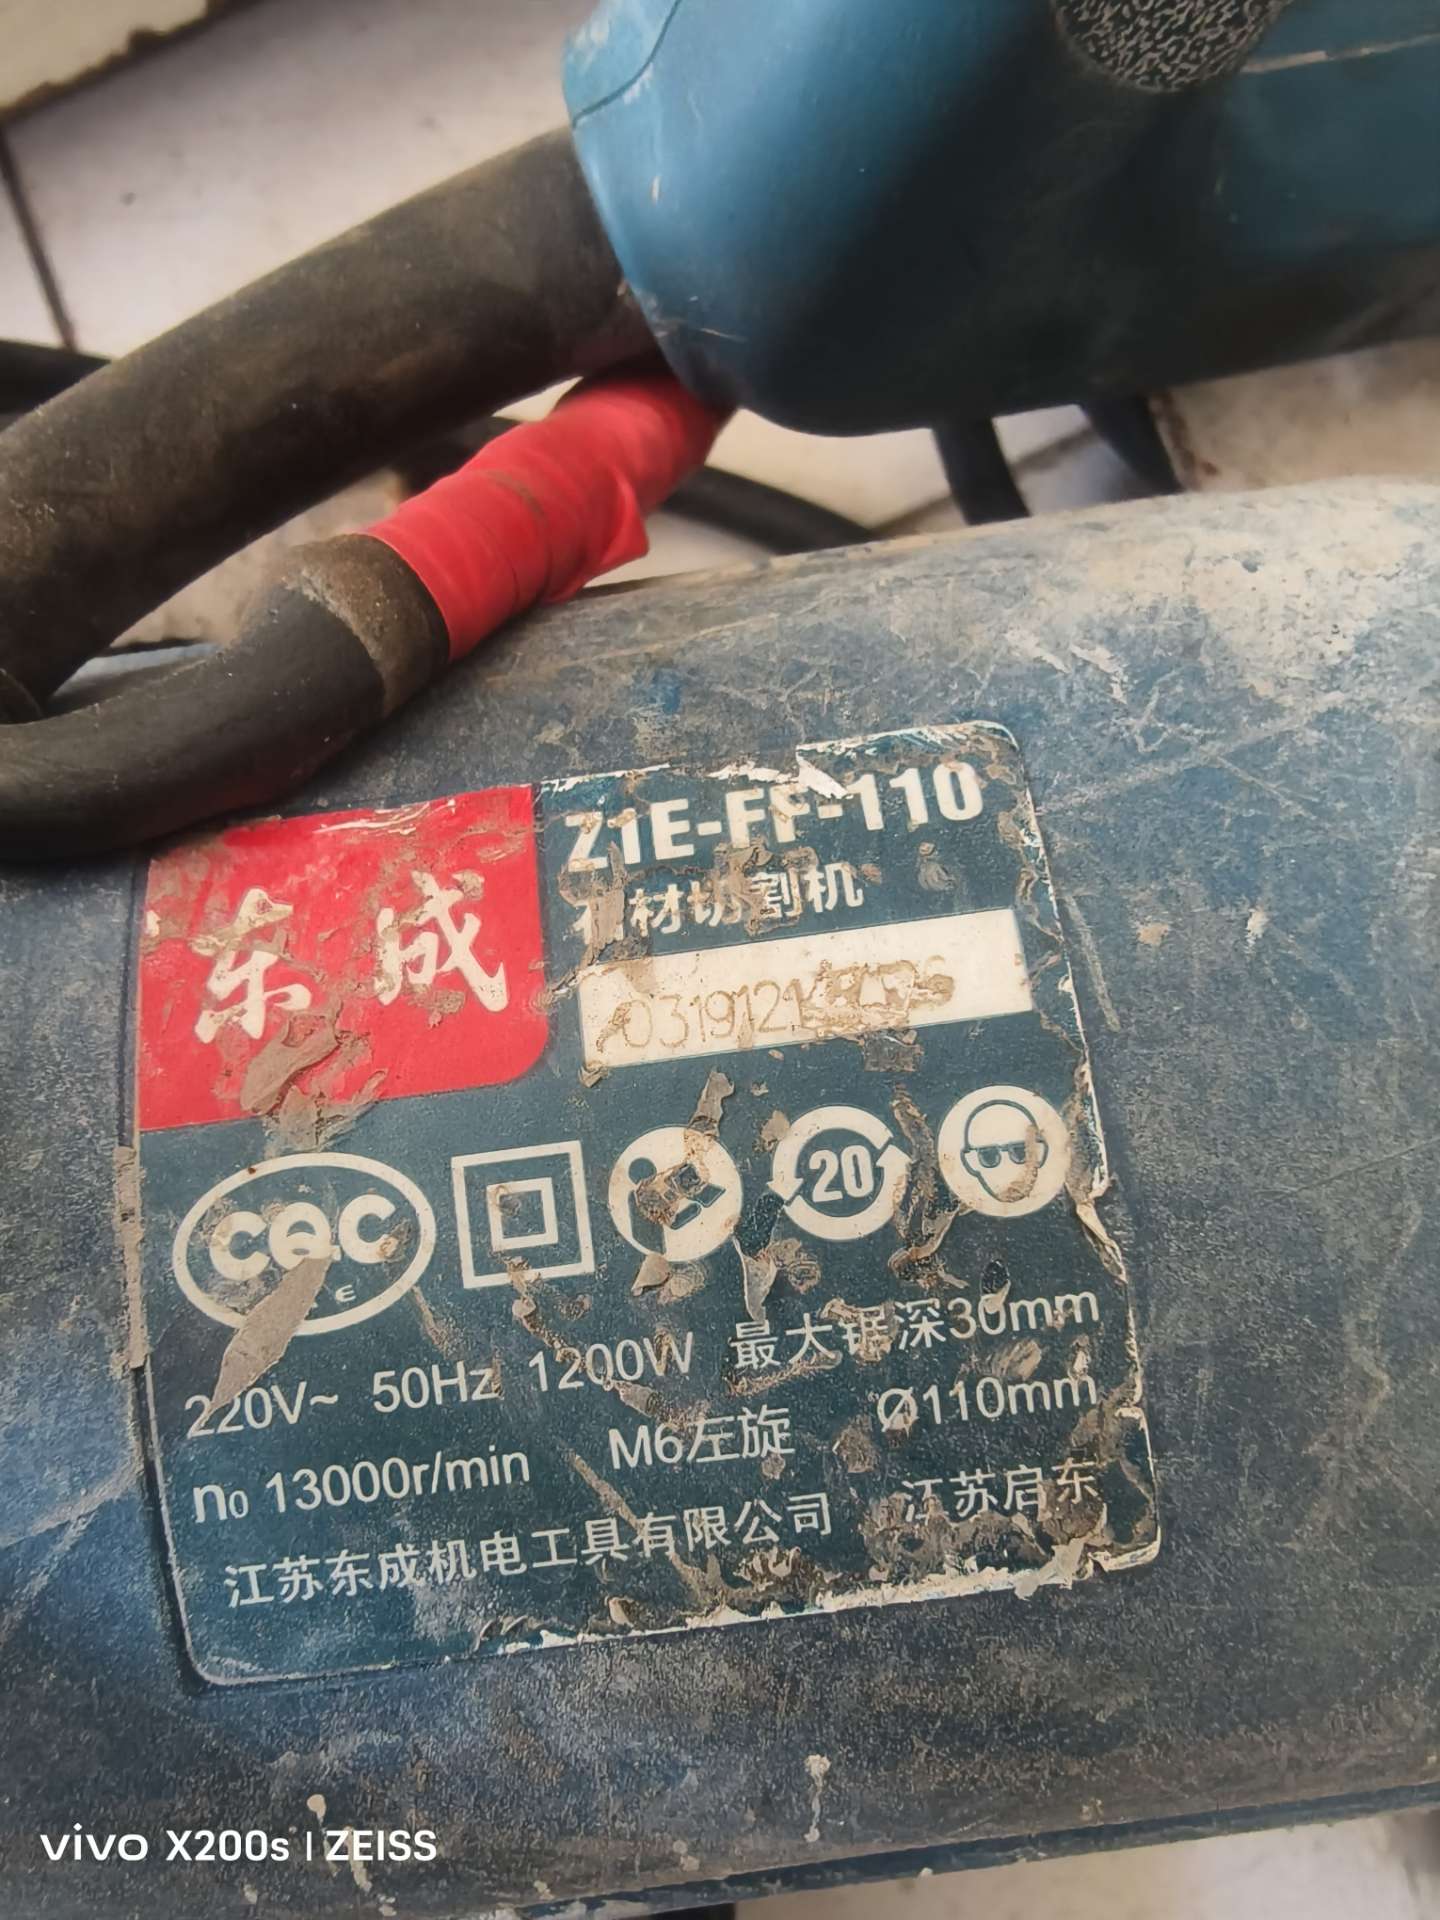 东成
Z1E-FF-110
石材切割机
CQC
20
220V~ 50Hz 1200W 最大锯深30mm
n0 13000r/min M6左旋 Ø110mm
江苏东成机电工具有限公司 江苏启东
vivo X200s | ZEISS